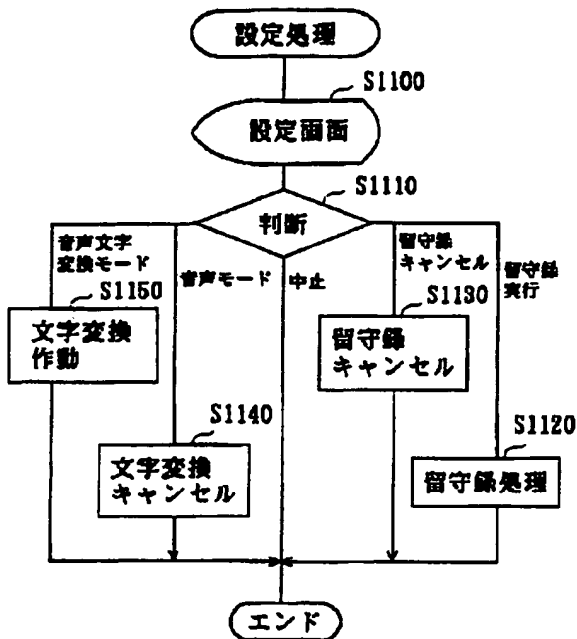 設定処理
S1100
設定画面
S1110
判断
音声文字
変換モード
音声モード
中止
留守録
キャンセル
留守録
実行
S1150
文字変換
作動
S1130
留守録
キャンセル
S1140
文字変換
キャンセル
S1120
留守録処理
エンド